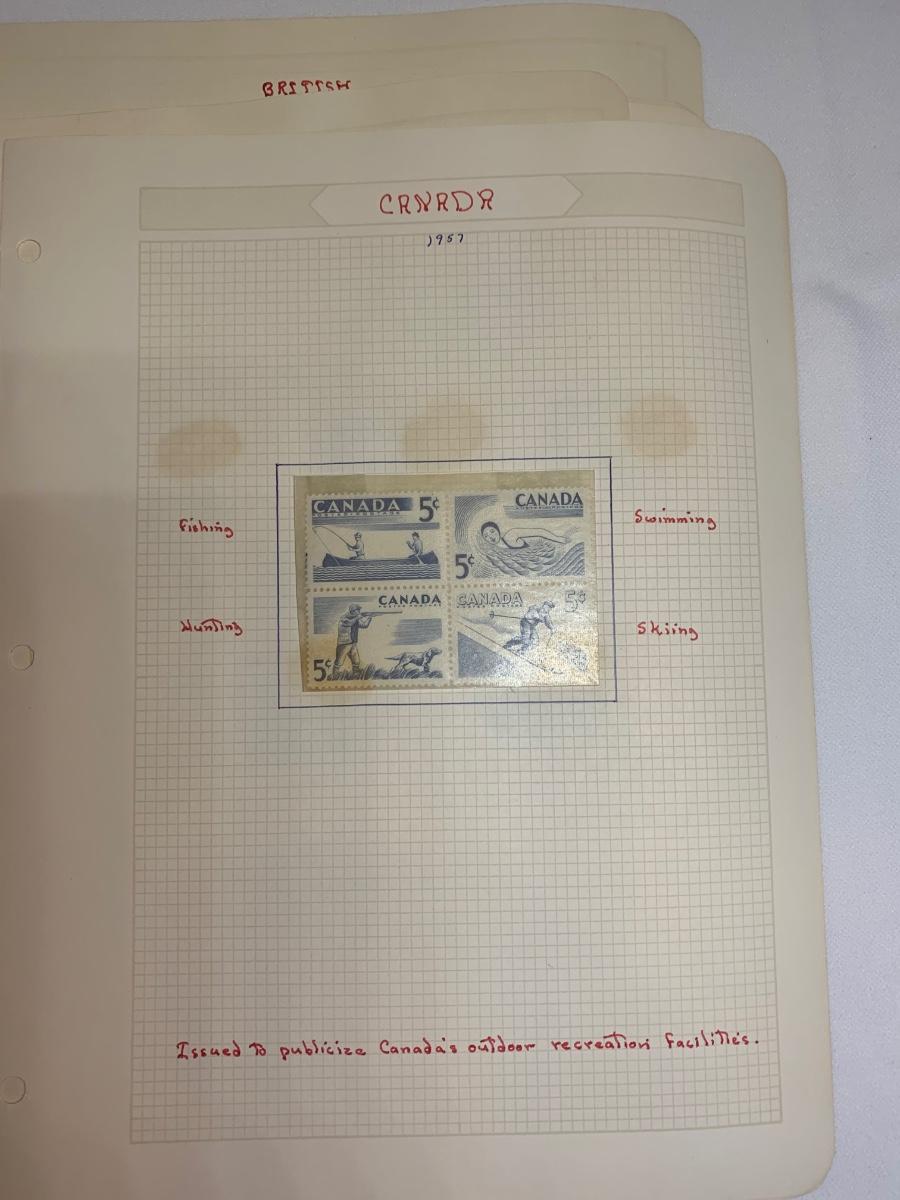 BRITISH
CANADA
1957
Fishing
Swimming
Hunting
Skiing
CANADA 5¢
CANADA
5¢
CANADA
5¢
CANADA 5¢
Issued to publicize Canada's outdoor recreation facilities.